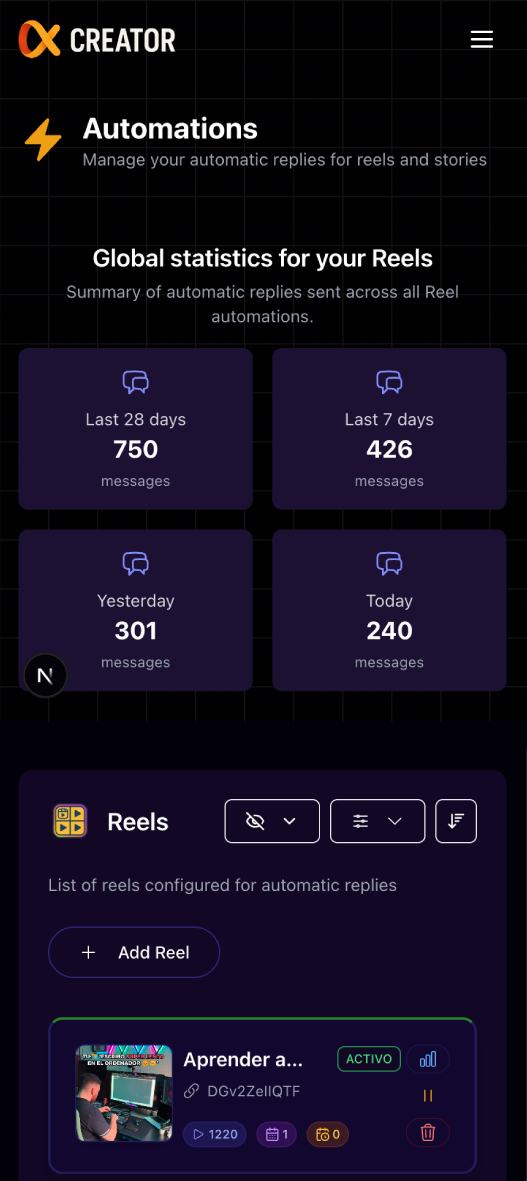 CREATOR
Automations
Manage your automatic replies for reels and stories
Global statistics for your Reels
Summary of automatic replies sent across all Reel
automations.
Last 28 days
750
messages
Last 7 days
426
messages
Yesterday
301
messages
Today
240
messages
N
Reels
List of reels configured for automatic replies
+ Add Reel
EN EL ORDENADOR
Aprender a...
ACTIVO
DGv2ZellQTF
1220
1
0